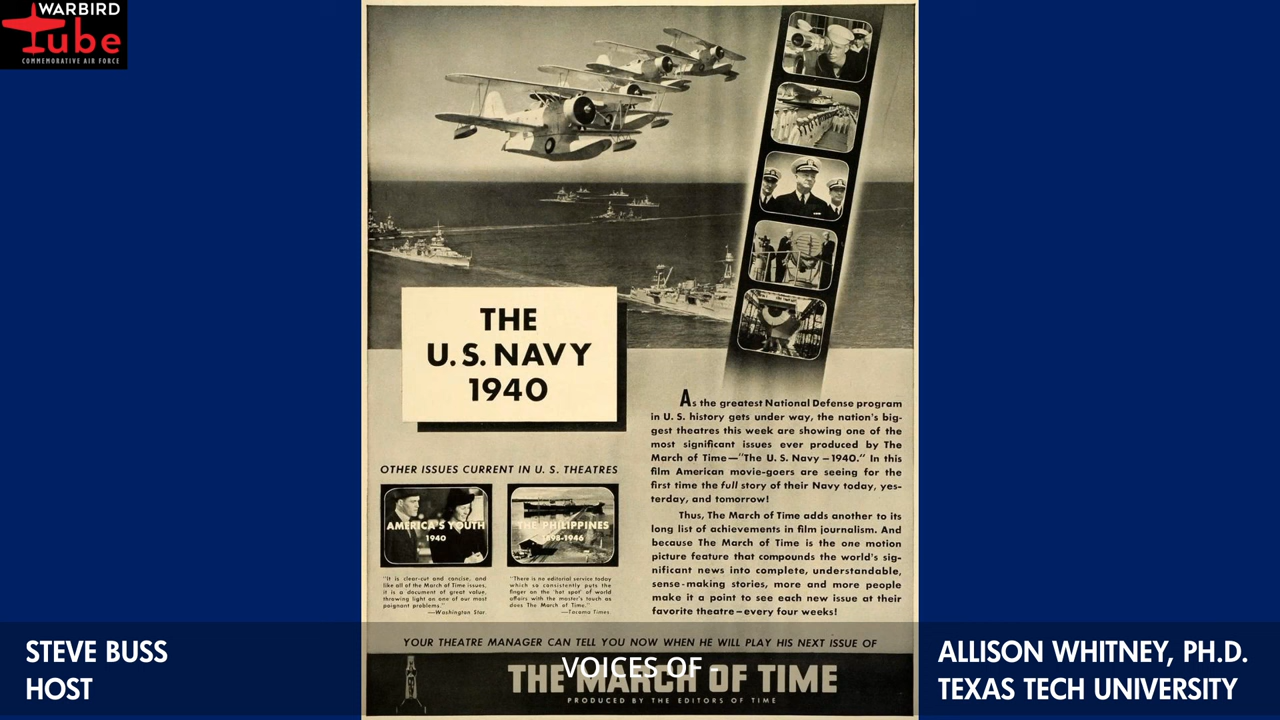 WARBIRD
Tube
COMMEMORATIVE AIR FORCE
THE
U.S. NAVY
1940
As the greatest National Defense program
in U. S. history gets under way, the nation's big-
gest theatres this week are showing one of the
most significant issues ever produced by The
March of Time—"The U. S. Navy – 1940." In this
film American movie-goers are seeing for the
first time the full story of their Navy today, yes-
terday, and tomorrow!
Thus, The March of Time adds another to its
long list of achievements in film journalism. And
because The March of Time is the one motion
picture feature that compounds the world's sig-
nificant news into complete, understandable,
sense-making stories, more and more people
make it a point to see each new issue at their
favorite theatre – every four weeks!
OTHER ISSUES CURRENT IN U. S. THEATRES
AMERICA'S YOUTH
1940
"It is clear-cut and concise, and
like all of the March of Time issues,
it is a document of great value,
throwing light on one of our most
poignant problems."
—Washington Star.
THE PHILIPPINES
1898-1946
"There is no editorial service today
which so consistently puts the
finger on the 'hot spot' of world
affairs with the master's touch as
does The March of Time."
—Tacoma Times.
YOUR THEATRE MANAGER CAN TELL YOU NOW WHEN HE WILL PLAY HIS NEXT ISSUE OF
THE MARCH OF TIME
PRODUCED BY THE EDITORS OF TIME
VOICES OF -
STEVE BUSS
HOST
ALLISON WHITNEY, PH.D.
TEXAS TECH UNIVERSITY